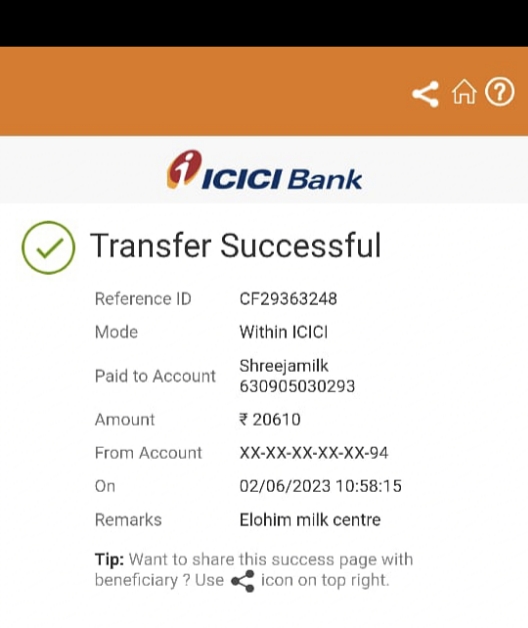 ICICI Bank
Transfer Successful
Reference ID CF29363248
Mode Within ICICI
Paid to Account Shreejamilk
630905030293
Amount ₹ 20610
From Account XX-XX-XX-XX-XX-94
On 02/06/2023 10:58:15
Remarks Elohim milk centre
Tip: Want to share this success page with
beneficiary ? Use icon on top right.